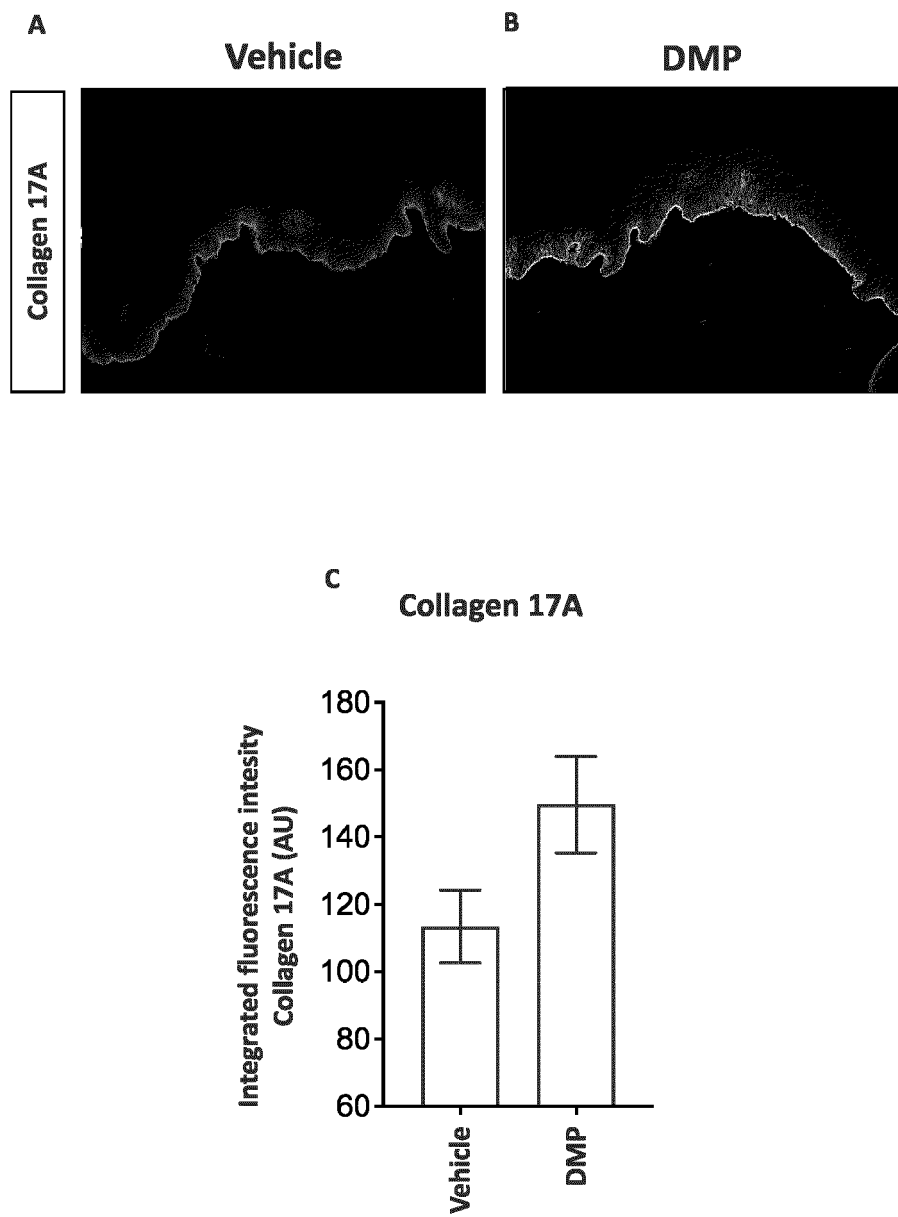 A
B
Vehicle
DMP
Collagen 17A
C
Collagen 17A
Integrated fluorescence intesity
Collagen 17A (AU)
180
160
140
120
100
80
60
Vehicle
DMP